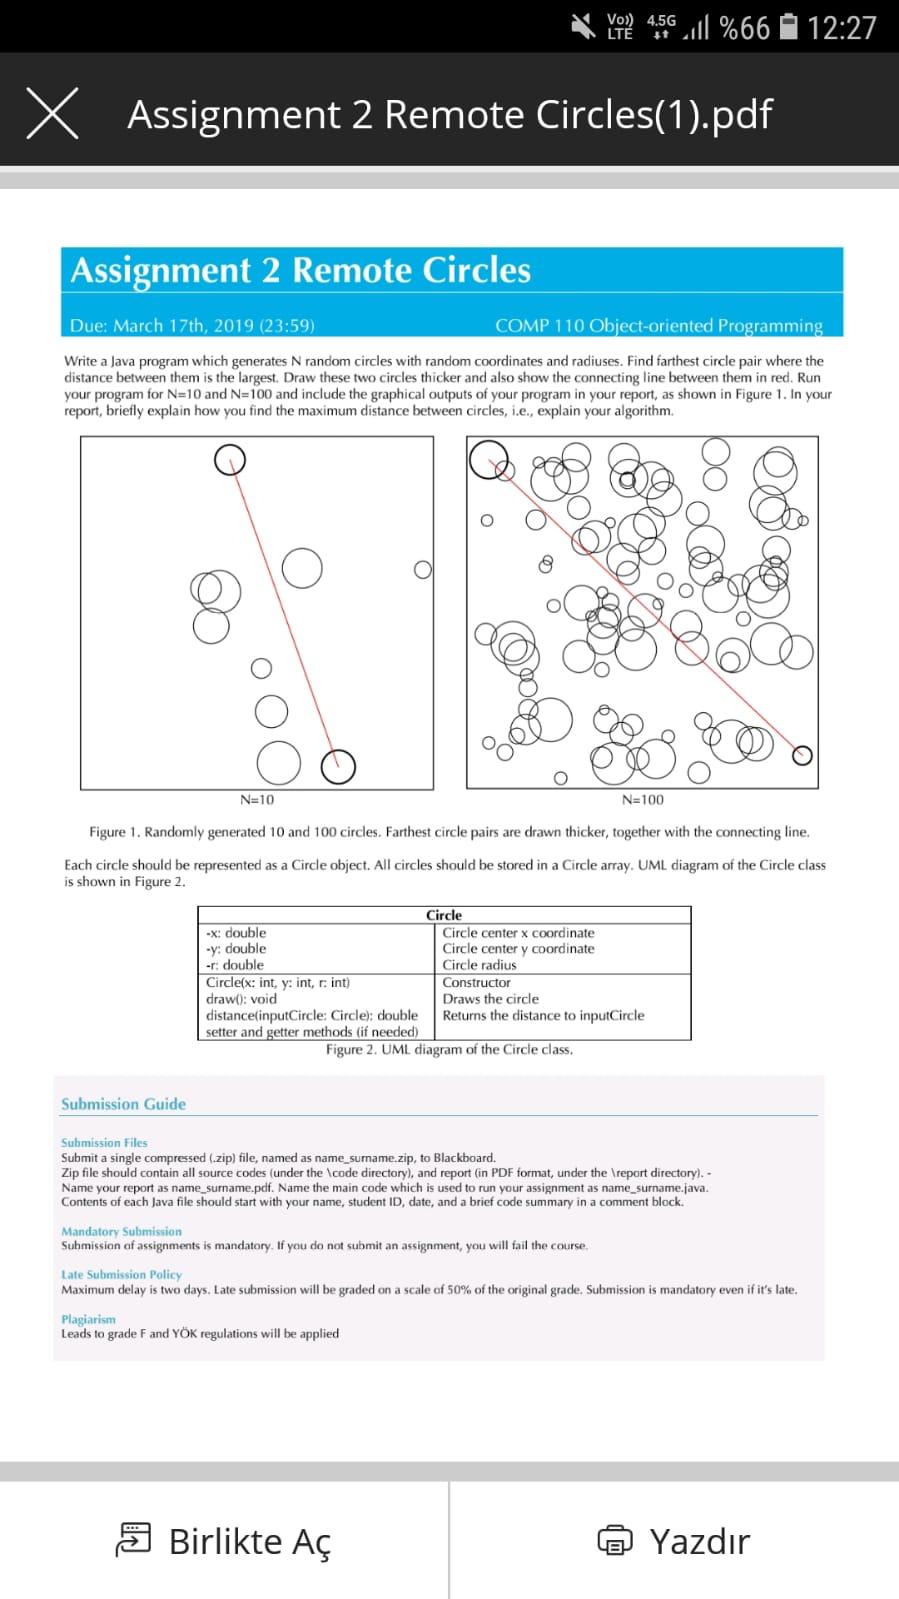 Vo)) LTE 4.5G %66 12:27
Assignment 2 Remote Circles(1).pdf
Assignment 2 Remote Circles
Due: March 17th, 2019 (23:59) COMP 110 Object-oriented Programming
Write a Java program which generates N random circles with random coordinates and radiuses. Find farthest circle pair where the
distance between them is the largest. Draw these two circles thicker and also show the connecting line between them in red. Run
your program for N=10 and N=100 and include the graphical outputs of your program in your report, as shown in Figure 1. In your
report, briefly explain how you find the maximum distance between circles, i.e., explain your algorithm.
N=10 N=100
Figure 1. Randomly generated 10 and 100 circles. Farthest circle pairs are drawn thicker, together with the connecting line.
Each circle should be represented as a Circle object. All circles should be stored in a Circle array. UML diagram of the Circle class
is shown in Figure 2.
Circle
-x: double Circle center x coordinate
-y: double Circle center y coordinate
-r: double Circle radius
Circle(x: int, y: int, r: int) Constructor
draw(): void Draws the circle
distance(inputCircle: Circle): double Returns the distance to inputCircle
setter and getter methods (if needed)
Figure 2. UML diagram of the Circle class.
Submission Guide
Submission Files
Submit a single compressed (.zip) file, named as name_surname.zip, to Blackboard.
Zip file should contain all source codes (under the \code directory), and report (in PDF format, under the \report directory). -
Name your report as name_surname.pdf. Name the main code which is used to run your assignment as name_surname.java.
Contents of each Java file should start with your name, student ID, date, and a brief code summary in a comment block.
Mandatory Submission
Submission of assignments is mandatory. If you do not submit an assignment, you will fail the course.
Late Submission Policy
Maximum delay is two days. Late submission will be graded on a scale of 50% of the original grade. Submission is mandatory even if it's late.
Plagiarism
Leads to grade F and YÖK regulations will be applied
Birlikte Aç Yazdır